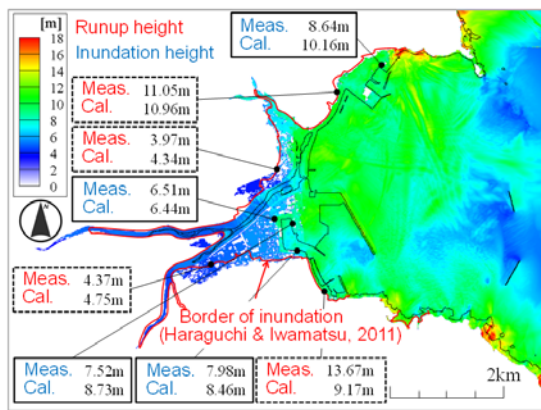 [m]
18
16
14
12
10
8
6
4
2
0
Runup height
Inundation height
Meas. 8.64m
Cal. 10.16m
Meas. 11.05m
Cal. 10.96m
Meas. 3.97m
Cal. 4.34m
Meas. 6.51m
Cal. 6.44m
N
Meas. 4.37m
Cal. 4.75m
Border of inundation
(Haraguchi & Iwamatsu, 2011)
Meas. 7.52m
Cal. 8.73m
Meas. 7.98m
Cal. 8.46m
Meas. 13.67m
Cal. 9.17m
2km